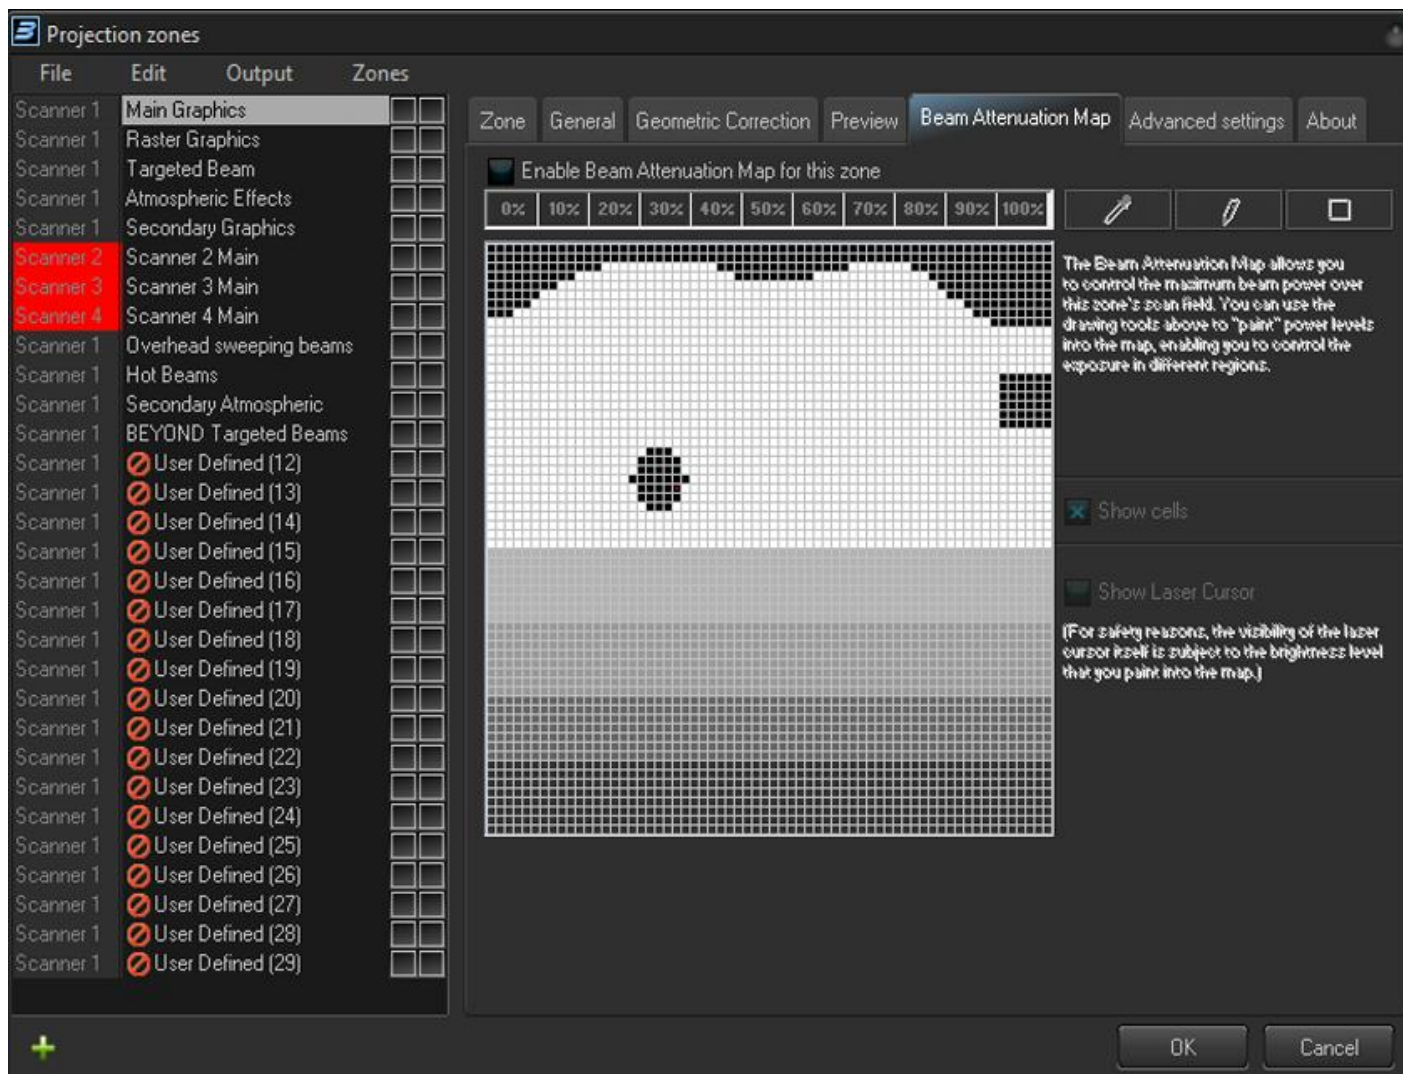 Projection zones
File Edit Output Zones
Scanner 1 Main Graphics
Scanner 1 Raster Graphics
Scanner 1 Targeted Beam
Scanner 1 Atmospheric Effects
Scanner 1 Secondary Graphics
Scanner 2 Scanner 2 Main
Scanner 3 Scanner 3 Main
Scanner 4 Scanner 4 Main
Scanner 1 Overhead sweeping beams
Scanner 1 Hot Beams
Scanner 1 Secondary Atmospheric
Scanner 1 BEYOND Targeted Beams
Scanner 1 User Defined (12)
Scanner 1 User Defined (13)
Scanner 1 User Defined (14)
Scanner 1 User Defined (15)
Scanner 1 User Defined (16)
Scanner 1 User Defined (17)
Scanner 1 User Defined (18)
Scanner 1 User Defined (19)
Scanner 1 User Defined (20)
Scanner 1 User Defined (21)
Scanner 1 User Defined (22)
Scanner 1 User Defined (23)
Scanner 1 User Defined (24)
Scanner 1 User Defined (25)
Scanner 1 User Defined (26)
Scanner 1 User Defined (27)
Scanner 1 User Defined (28)
Scanner 1 User Defined (29)
Zone General Geometric Correction Preview Beam Attenuation Map Advanced settings About
Enable Beam Attenuation Map for this zone
0% 10% 20% 30% 40% 50% 60% 70% 80% 90% 100%
The Beam Attenuation Map allows you
to control the maximum beam power over
this zone's scan field. You can use the
drawing tools above to "paint" power levels
into the map, enabling you to control the
exposure in different regions.
Show cells
Show Laser Cursor
(For safety reasons, the visibility of the laser
cursor itself is subject to the brightness level
that you paint into the map.)
OK Cancel